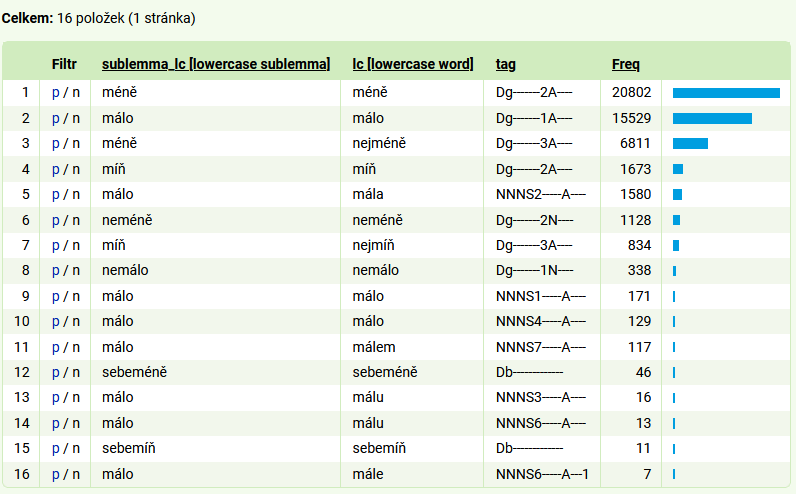 Celkem: 16 položek (1 stránka)
Filtr sublemma_lc [lowercase sublemma] lc [lowercase word] tag Freq
1 p / n méně méně Dg-------2A---- 20802
2 p / n málo málo Dg-------1A---- 15529
3 p / n méně nejméně Dg-------3A---- 6811
4 p / n míň míň Dg-------2A---- 1673
5 p / n málo mála NNNS2-----A---- 1580
6 p / n neméně neméně Dg-------2N---- 1128
7 p / n míň nejmíň Dg-------3A---- 834
8 p / n nemálo nemálo Dg-------1N---- 338
9 p / n málo málo NNNS1-----A---- 171
10 p / n málo málo NNNS4-----A---- 129
11 p / n málo málem NNNS7-----A---- 117
12 p / n sebeméně sebeméně Db------------- 46
13 p / n málo málu NNNS3-----A---- 16
14 p / n málo málu NNNS6-----A---- 13
15 p / n sebemíň sebemíň Db------------- 11
16 p / n málo mále NNNS6-----A---1 7